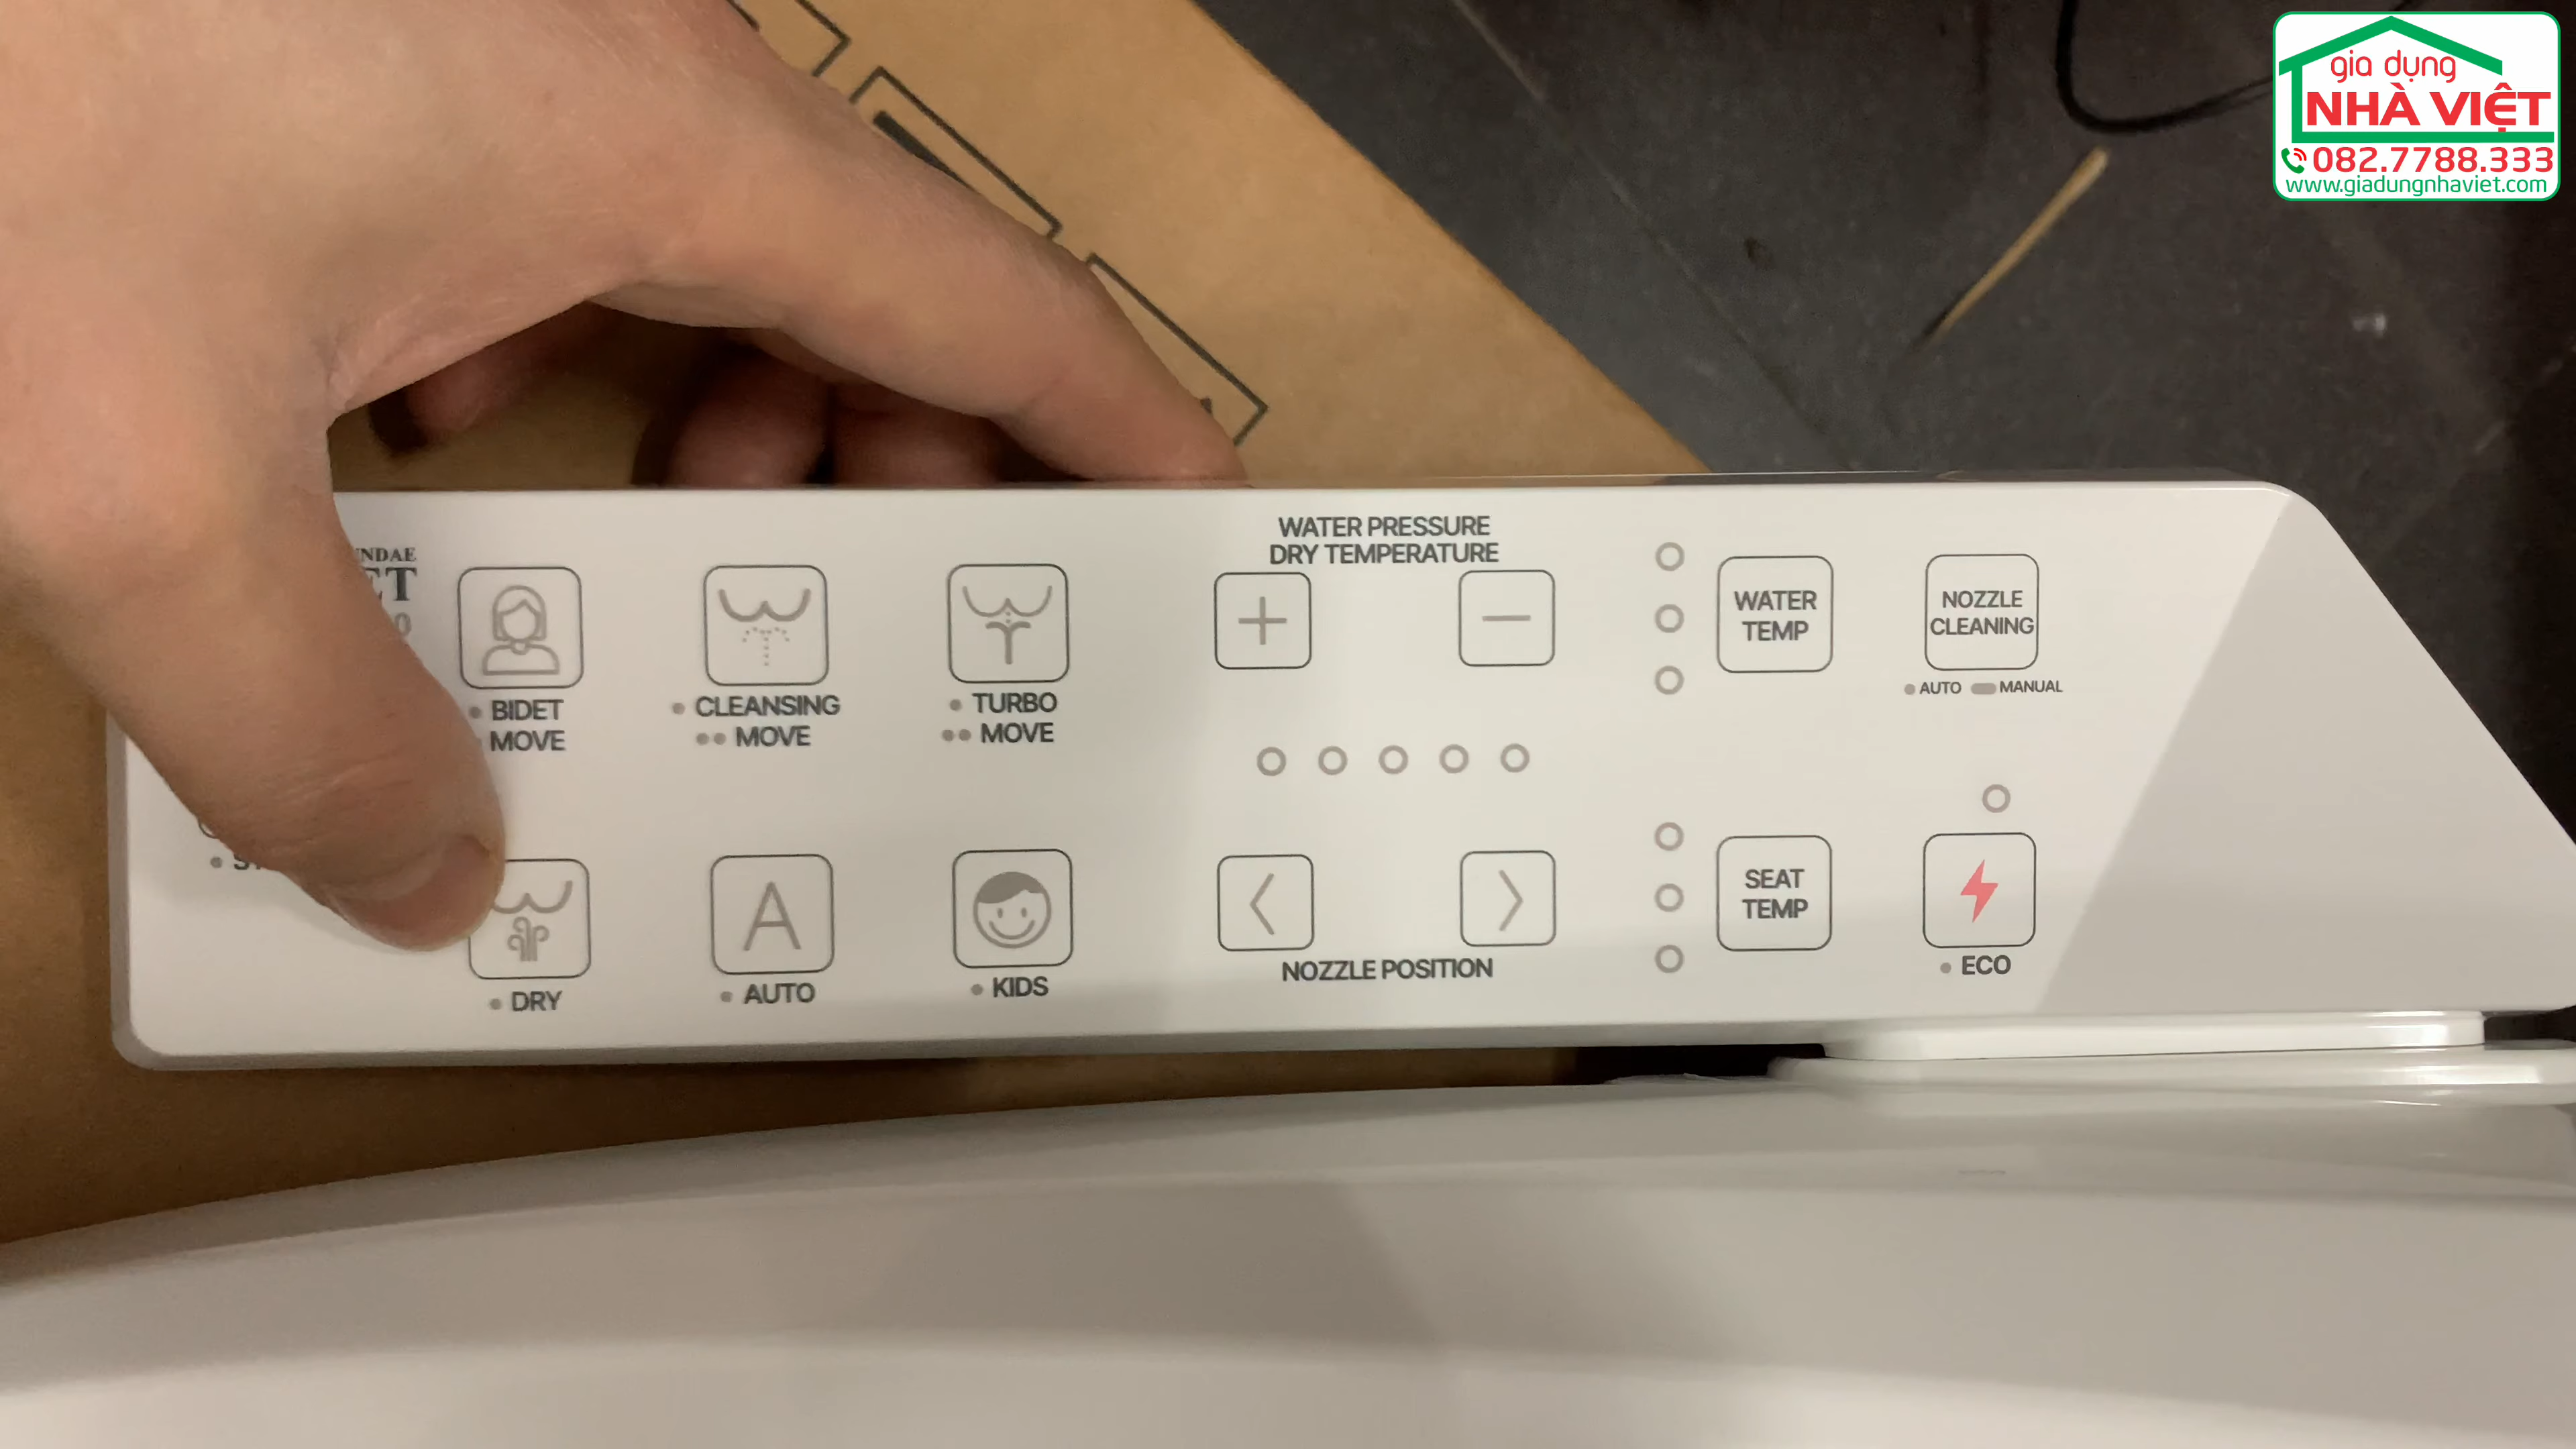 gia dụng
NHÀ VIỆT
082.7788.333
www.giadungnhaviet.com
WATER PRESSURE
DRY TEMPERATURE
BIDET
MOVE
CLEANSING
MOVE
TURBO
MOVE
+
−
WATER
TEMP
NOZZLE
CLEANING
AUTO MANUAL
DRY
A
AUTO
KIDS
<
>
NOZZLE POSITION
SEAT
TEMP
ECO